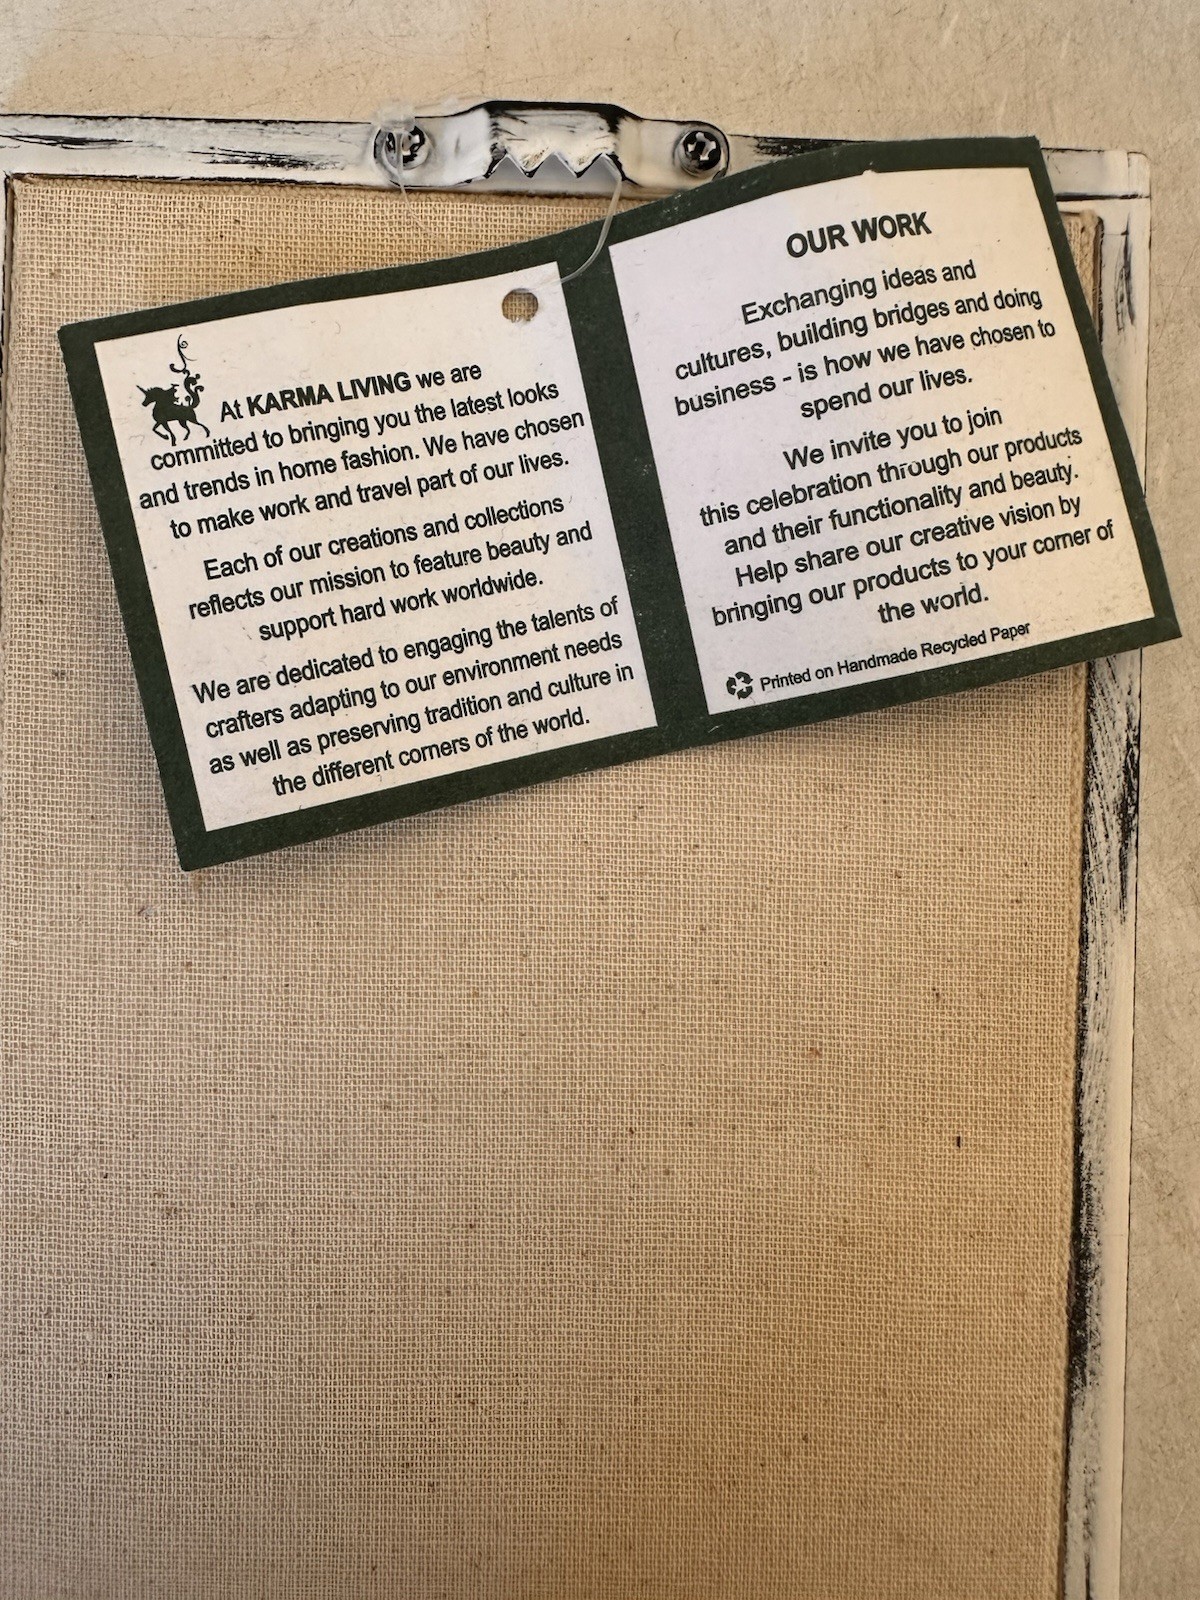 At KARMA LIVING we are
committed to bringing you the latest looks
and trends in home fashion. We have chosen
to make work and travel part of our lives.
Each of our creations and collections
reflects our mission to feature beauty and
support hard work worldwide.
We are dedicated to engaging the talents of
crafters adapting to our environment needs
as well as preserving tradition and culture in
the different corners of the world.
OUR WORK
Exchanging ideas and
cultures, building bridges and doing
business - is how we have chosen to
spend our lives.
We invite you to join
this celebration through our products
and their functionality and beauty.
Help share our creative vision by
bringing our products to your corner of
the world.
Printed on Handmade Recycled Paper